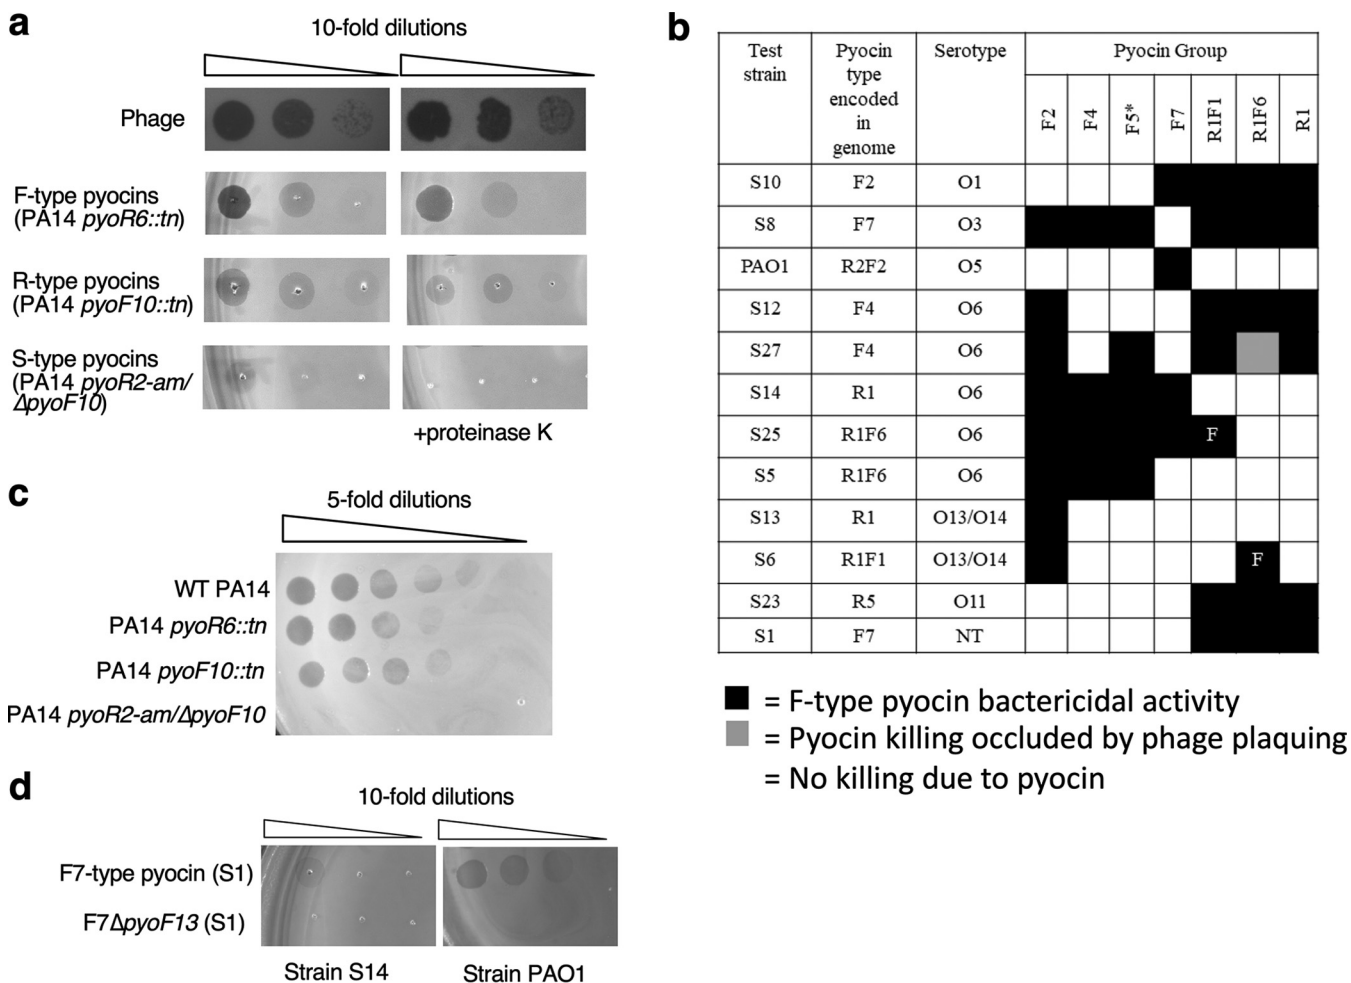 a
10-fold dilutions
Phage
F-type pyocins
(PA14 pyoR6::tn)
R-type pyocins
(PA14 pyoF10::tn)
S-type pyocins
(PA14 pyoR2-am/
ΔpyoF10)
+proteinase K
b
Test strain Pyocin type encoded in genome Serotype Pyocin Group
F2 F4 F5* F7 R1F1 R1F6 R1
S10 F2 O1
S8 F7 O3
PAO1 R2F2 O5
S12 F4 O6
S27 F4 O6
S14 R1 O6
S25 R1F6 O6 F
S5 R1F6 O6
S13 R1 O13/O14
S6 R1F1 O13/O14 F
S23 R5 O11
S1 F7 NT
= F-type pyocin bactericidal activity
= Pyocin killing occluded by phage plaquing
= No killing due to pyocin
c
5-fold dilutions
WT PA14
PA14 pyoR6::tn
PA14 pyoF10::tn
PA14 pyoR2-am/ΔpyoF10
d
10-fold dilutions
F7-type pyocin (S1)
F7ΔpyoF13 (S1)
Strain S14 Strain PAO1